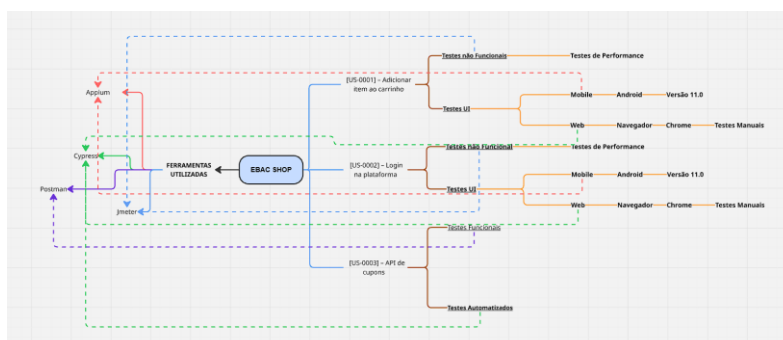 Testes não Funcionais
Testes de Performance
[US-0001] – Adicionar
item ao carrinho
Appium
Mobile
Android
Versão 11.0
Testes UI
Web
Navegador
Chrome
Testes Manuais
Testes não Funcional
Testes de Performance
Cypress
FERRAMENTAS
UTILIZADAS
EBAC SHOP
[US-0002] – Login
na plataforma
Mobile
Android
Versão 11.0
Postman
Testes UI
Web
Navegador
Chrome
Testes Manuais
Jmeter
Testes Funcionais
[US-0003] – API de
cupons
Testes Automatizados